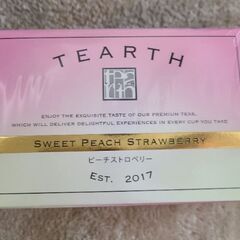 TEARTH
ENJOY THE EXQUISITE TASTE OF OUR PREMIUM TEAS,
WHICH WILL DELIVER DELIGHTFUL EXPERIENCES IN EVERY CUP YOU TAKE
SWEET PEACH STRAWBERRY
ピーチストロベリー
EST. 2017